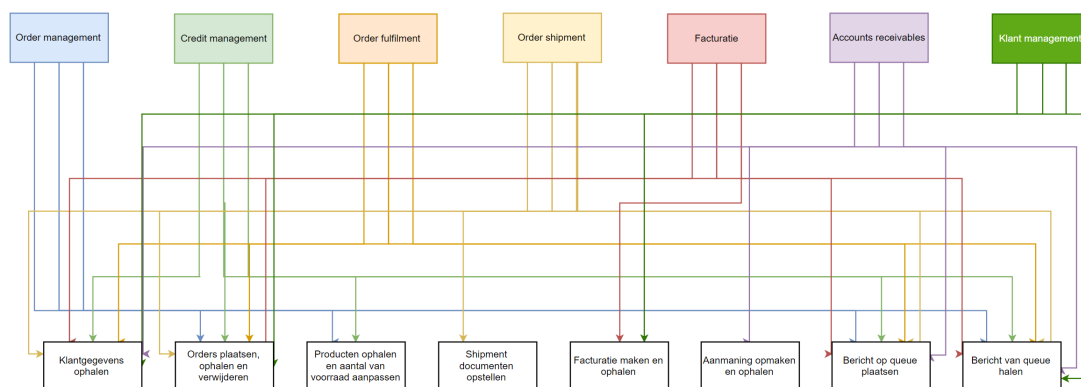 Order management
Credit management
Order fulfilment
Order shipment
Facturatie
Accounts receivables
Klant management
Klantgegevens
ophalen
Orders plaatsen,
ophalen en
verwijderen
Producten ophalen
en aantal van
voorraad aanpassen
Shipment
documenten
opstellen
Facturatie maken en
ophalen
Aanmaning opmaken
en ophalen
Bericht op queue
plaatsen
Bericht van queue
halen